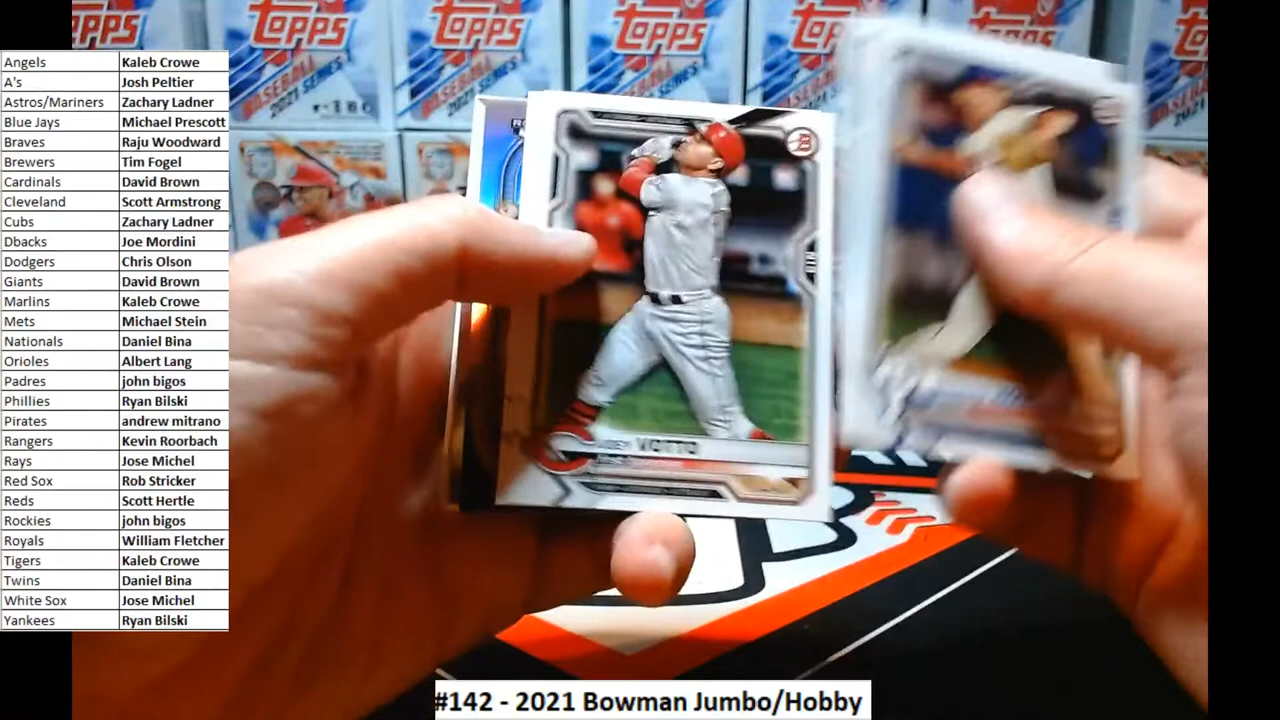 TOPPS
TOPPS
TOPPS
TOPPS
TOPPS
BASEBALL
2021 SERIES
Angels Kaleb Crowe
A's Josh Peltier
Astros/Mariners Zachary Ladner
Blue Jays Michael Prescott
Braves Raju Woodward
Brewers Tim Fogel
Cardinals David Brown
Cleveland Scott Armstrong
Cubs Zachary Ladner
Dbacks Joe Mordini
Dodgers Chris Olson
Giants David Brown
Marlins Kaleb Crowe
Mets Michael Stein
Nationals Daniel Bina
Orioles Albert Lang
Padres john bigos
Phillies Ryan Bilski
Pirates andrew mitrano
Rangers Kevin Roorbach
Rays Jose Michel
Red Sox Rob Stricker
Reds Scott Hertle
Rockies john bigos
Royals William Fletcher
Tigers Kaleb Crowe
Twins Daniel Bina
White Sox Jose Michel
Yankees Ryan Bilski
JOEY VOTTO
#142 - 2021 Bowman Jumbo/Hobby